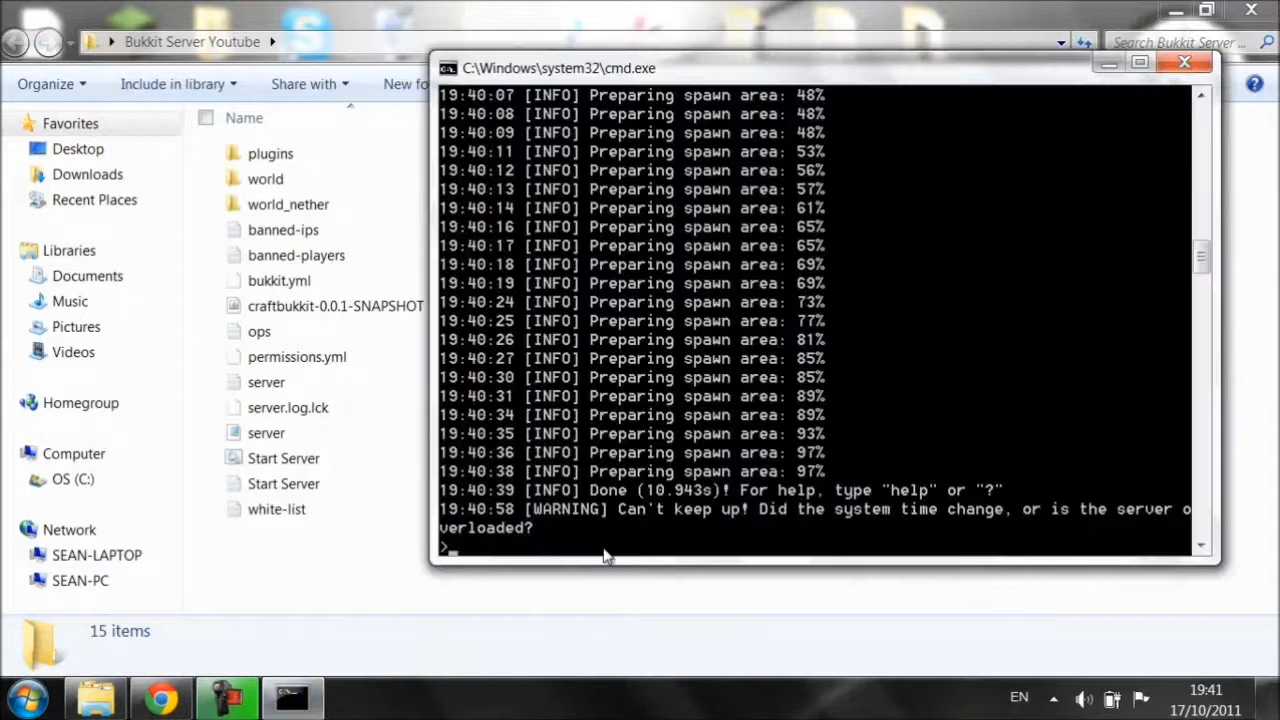 Bukkit Server Youtube
Search Bukkit Server ...
Organize
Include in library
Share with
New fo
C:\Windows\system32\cmd.exe
Favorites
Desktop
Downloads
Recent Places
Libraries
Documents
Music
Pictures
Videos
Homegroup
Computer
OS (C:)
Network
SEAN-LAPTOP
SEAN-PC
Name
plugins
world
world_nether
banned-ips
banned-players
bukkit.yml
craftbukkit-0.0.1-SNAPSHOT
ops
permissions.yml
server
server.log.lck
server
Start Server
Start Server
white-list
19:40:07 [INFO] Preparing spawn area: 48%
19:40:08 [INFO] Preparing spawn area: 48%
19:40:09 [INFO] Preparing spawn area: 48%
19:40:11 [INFO] Preparing spawn area: 53%
19:40:12 [INFO] Preparing spawn area: 56%
19:40:13 [INFO] Preparing spawn area: 57%
19:40:14 [INFO] Preparing spawn area: 61%
19:40:16 [INFO] Preparing spawn area: 65%
19:40:17 [INFO] Preparing spawn area: 65%
19:40:18 [INFO] Preparing spawn area: 69%
19:40:19 [INFO] Preparing spawn area: 69%
19:40:24 [INFO] Preparing spawn area: 73%
19:40:25 [INFO] Preparing spawn area: 77%
19:40:26 [INFO] Preparing spawn area: 81%
19:40:27 [INFO] Preparing spawn area: 85%
19:40:30 [INFO] Preparing spawn area: 85%
19:40:31 [INFO] Preparing spawn area: 89%
19:40:34 [INFO] Preparing spawn area: 89%
19:40:35 [INFO] Preparing spawn area: 93%
19:40:36 [INFO] Preparing spawn area: 97%
19:40:38 [INFO] Preparing spawn area: 97%
19:40:39 [INFO] Done (10.943s)! For help, type "help" or "?"
19:40:58 [WARNING] Can't keep up! Did the system time change, or is the server o
verloaded?
>_
15 items
EN
19:41
17/10/2011